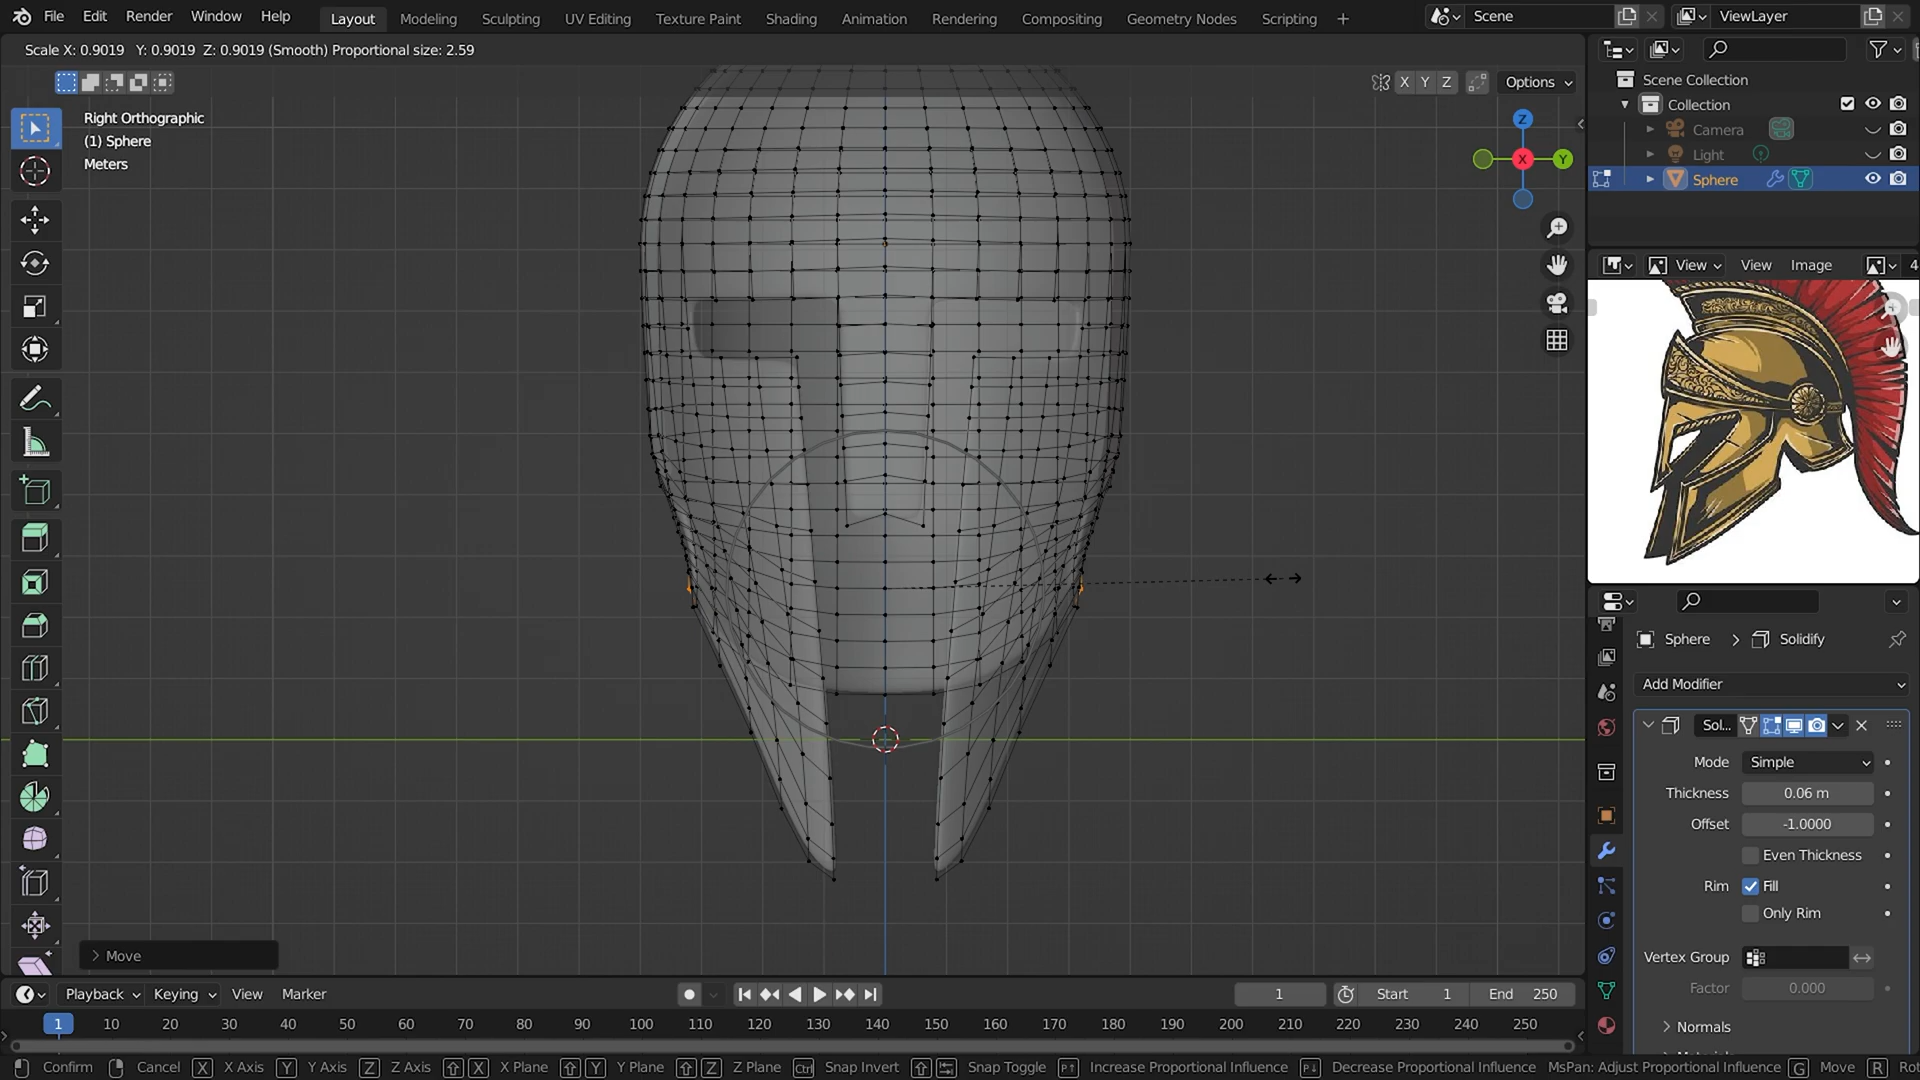 File Edit Render Window Help Layout Modeling Sculpting UV Editing Texture Paint Shading Animation Rendering Compositing Geometry Nodes Scripting + Scene ViewLayer
Scale X: 0.9019 Y: 0.9019 Z: 0.9019 (Smooth) Proportional size: 2.59
X Y Z Options
Right Orthographic
(1) Sphere
Meters
Z
X
Y
Scene Collection
Collection
Camera
Light
Sphere
View View Image 4
Sphere > Solidify
Add Modifier
Sol...
Mode Simple
Thickness 0.06 m
Offset -1.0000
Even Thickness
Rim Fill
Only Rim
Vertex Group
Factor 0.000
> Normals
> Move
Playback Keying View Marker 1 Start 1 End 250
1 10 20 30 40 50 60 70 80 90 100 110 120 130 140 150 160 170 180 190 200 210 220 230 240 250
Confirm Cancel X X Axis Y Y Axis Z Z Axis X X Plane Y Y Plane Z Z Plane Ctrl Snap Invert Snap Toggle Increase Proportional Influence Decrease Proportional Influence MsPan: Adjust Proportional Influence G Move R Rot